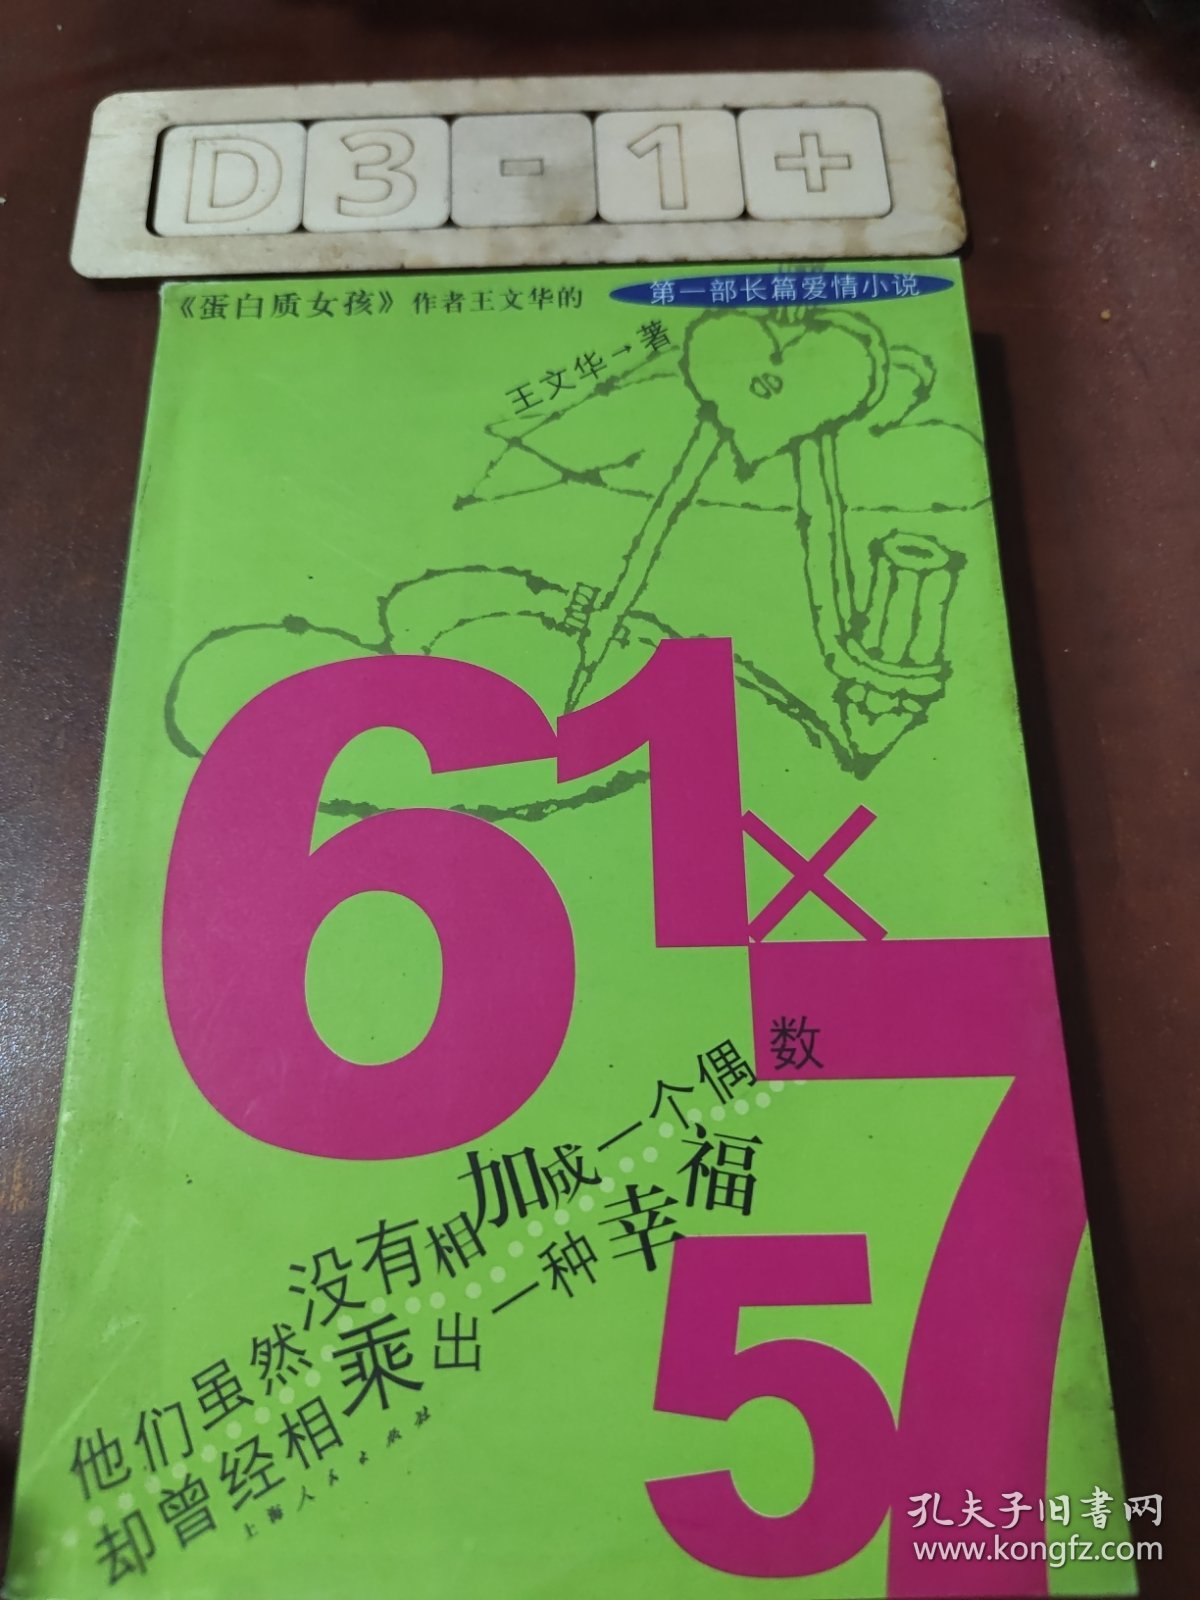 D3-1+
《蛋白质女孩》作者王文华的
第一部长篇爱情小说
王文华→著
61×
57
他们虽然没有相加成一个偶数
却曾经相乘出一种幸福
上海人民出版社
孔夫子旧书网
www.kongfz.com